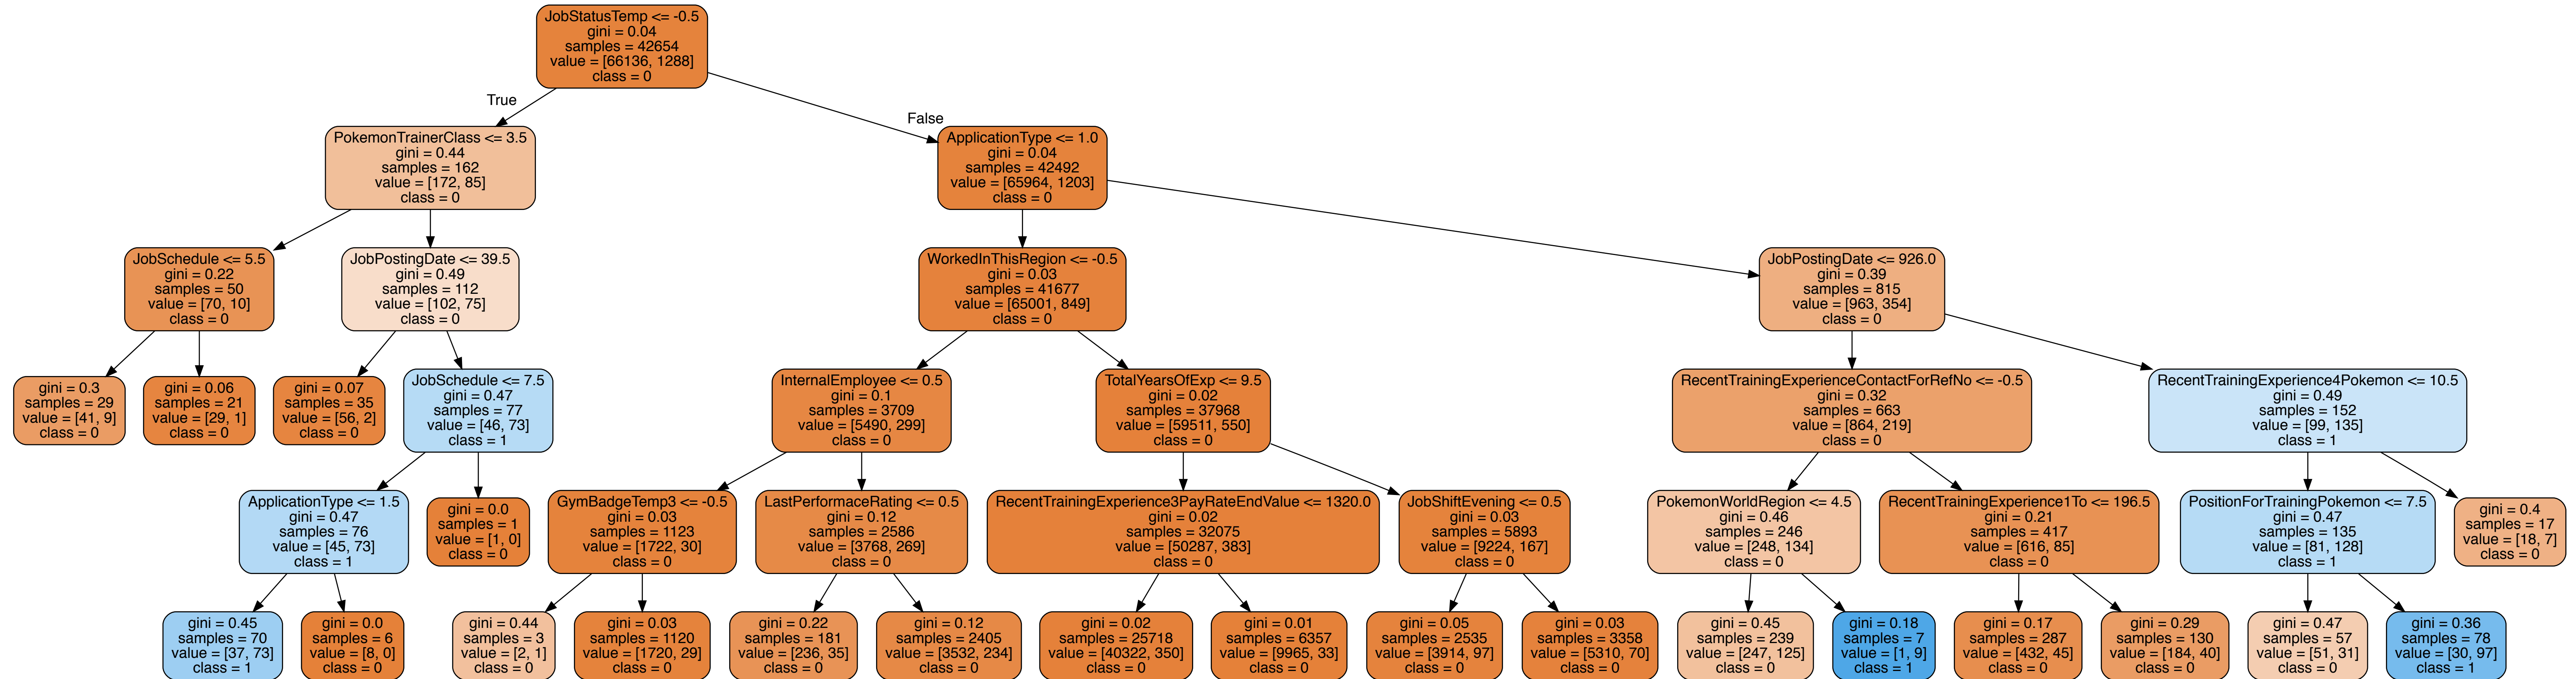 JobStatusTemp <= -0.5
gini = 0.04
samples = 42654
value = [66136, 1288]
class = 0
True
False
PokemonTrainerClass <= 3.5
gini = 0.44
samples = 162
value = [172, 85]
class = 0
ApplicationType <= 1.0
gini = 0.04
samples = 42492
value = [65964, 1203]
class = 0
JobSchedule <= 5.5
gini = 0.22
samples = 50
value = [70, 10]
class = 0
JobPostingDate <= 39.5
gini = 0.49
samples = 112
value = [102, 75]
class = 0
WorkedInThisRegion <= -0.5
gini = 0.03
samples = 41677
value = [65001, 849]
class = 0
JobPostingDate <= 926.0
gini = 0.39
samples = 815
value = [963, 354]
class = 0
gini = 0.3
samples = 29
value = [41, 9]
class = 0
gini = 0.06
samples = 21
value = [29, 1]
class = 0
gini = 0.07
samples = 35
value = [56, 2]
class = 0
JobSchedule <= 7.5
gini = 0.47
samples = 77
value = [46, 73]
class = 1
InternalEmployee <= 0.5
gini = 0.1
samples = 3709
value = [5490, 299]
class = 0
TotalYearsOfExp <= 9.5
gini = 0.02
samples = 37968
value = [59511, 550]
class = 0
RecentTrainingExperienceContactForRefNo <= -0.5
gini = 0.32
samples = 663
value = [864, 219]
class = 0
RecentTrainingExperience4Pokemon <= 10.5
gini = 0.49
samples = 152
value = [99, 135]
class = 1
ApplicationType <= 1.5
gini = 0.47
samples = 76
value = [45, 73]
class = 1
gini = 0.0
samples = 1
value = [1, 0]
class = 0
GymBadgeTemp3 <= -0.5
gini = 0.03
samples = 1123
value = [1722, 30]
class = 0
LastPerformaceRating <= 0.5
gini = 0.12
samples = 2586
value = [3768, 269]
class = 0
RecentTrainingExperience3PayRateEndValue <= 1320.0
gini = 0.02
samples = 32075
value = [50287, 383]
class = 0
JobShiftEvening <= 0.5
gini = 0.03
samples = 5893
value = [9224, 167]
class = 0
PokemonWorldRegion <= 4.5
gini = 0.46
samples = 246
value = [248, 134]
class = 0
RecentTrainingExperience1To <= 196.5
gini = 0.21
samples = 417
value = [616, 85]
class = 0
PositionForTrainingPokemon <= 7.5
gini = 0.47
samples = 135
value = [81, 128]
class = 1
gini = 0.4
samples = 17
value = [18, 7]
class = 0
gini = 0.45
samples = 70
value = [37, 73]
class = 1
gini = 0.0
samples = 6
value = [8, 0]
class = 0
gini = 0.44
samples = 3
value = [2, 1]
class = 0
gini = 0.03
samples = 1120
value = [1720, 29]
class = 0
gini = 0.22
samples = 181
value = [236, 35]
class = 0
gini = 0.12
samples = 2405
value = [3532, 234]
class = 0
gini = 0.02
samples = 25718
value = [40322, 350]
class = 0
gini = 0.01
samples = 6357
value = [9965, 33]
class = 0
gini = 0.05
samples = 2535
value = [3914, 97]
class = 0
gini = 0.03
samples = 3358
value = [5310, 70]
class = 0
gini = 0.45
samples = 239
value = [247, 125]
class = 0
gini = 0.18
samples = 7
value = [1, 9]
class = 1
gini = 0.17
samples = 287
value = [432, 45]
class = 0
gini = 0.29
samples = 130
value = [184, 40]
class = 0
gini = 0.47
samples = 57
value = [51, 31]
class = 0
gini = 0.36
samples = 78
value = [30, 97]
class = 1